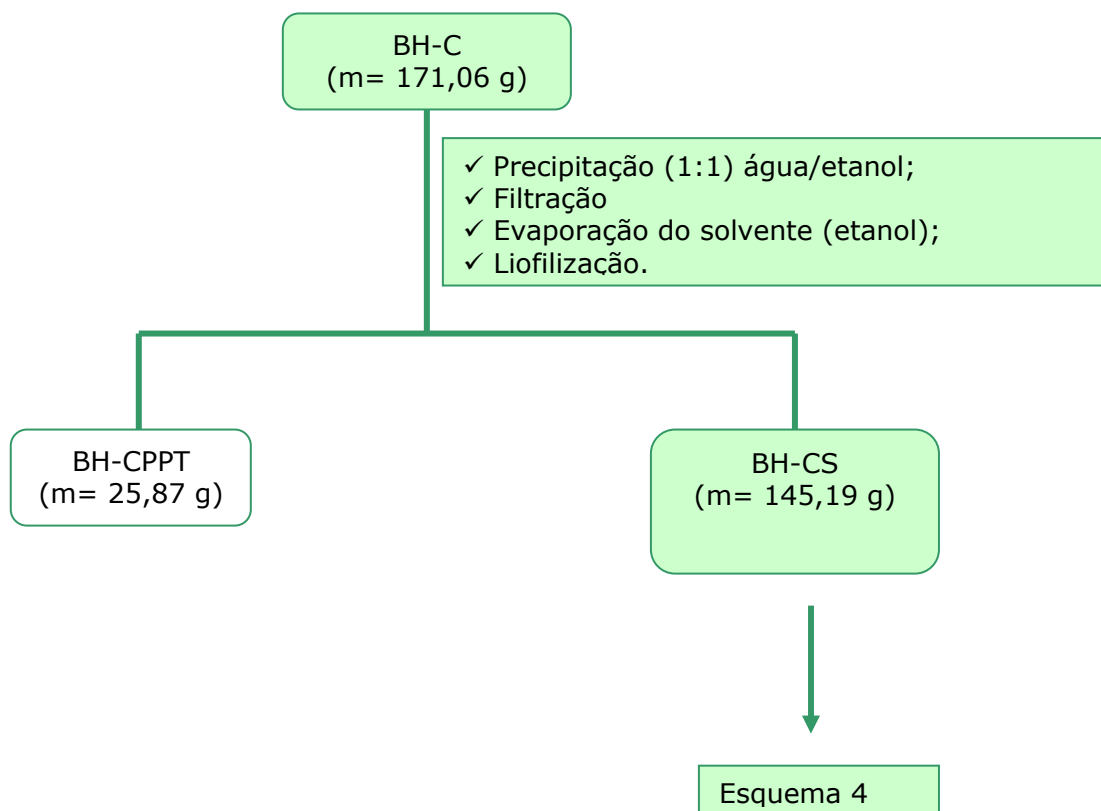 BH-C
(m= 171,06 g)
✓ Precipitação (1:1) água/etanol;
✓ Filtração
✓ Evaporação do solvente (etanol);
✓ Liofilização.
BH-CPPT
(m= 25,87 g)
BH-CS
(m= 145,19 g)
Esquema 4